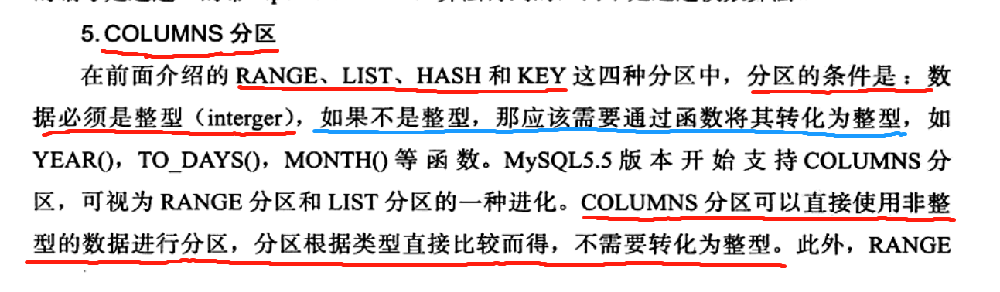 5. COLUMNS 分区
在前面介绍的 RANGE、LIST、HASH 和 KEY 这四种分区中，分区的条件是：数
据必须是整型（interger），如果不是整型，那应该需要通过函数将其转化为整型，如
YEAR()，TO_DAYS()，MONTH() 等函数。MySQL5.5 版本开始支持 COLUMNS 分
区，可视为 RANGE 分区和 LIST 分区的一种进化。COLUMNS 分区可以直接使用非整
型的数据进行分区，分区根据类型直接比较而得，不需要转化为整型。此外，RANGE